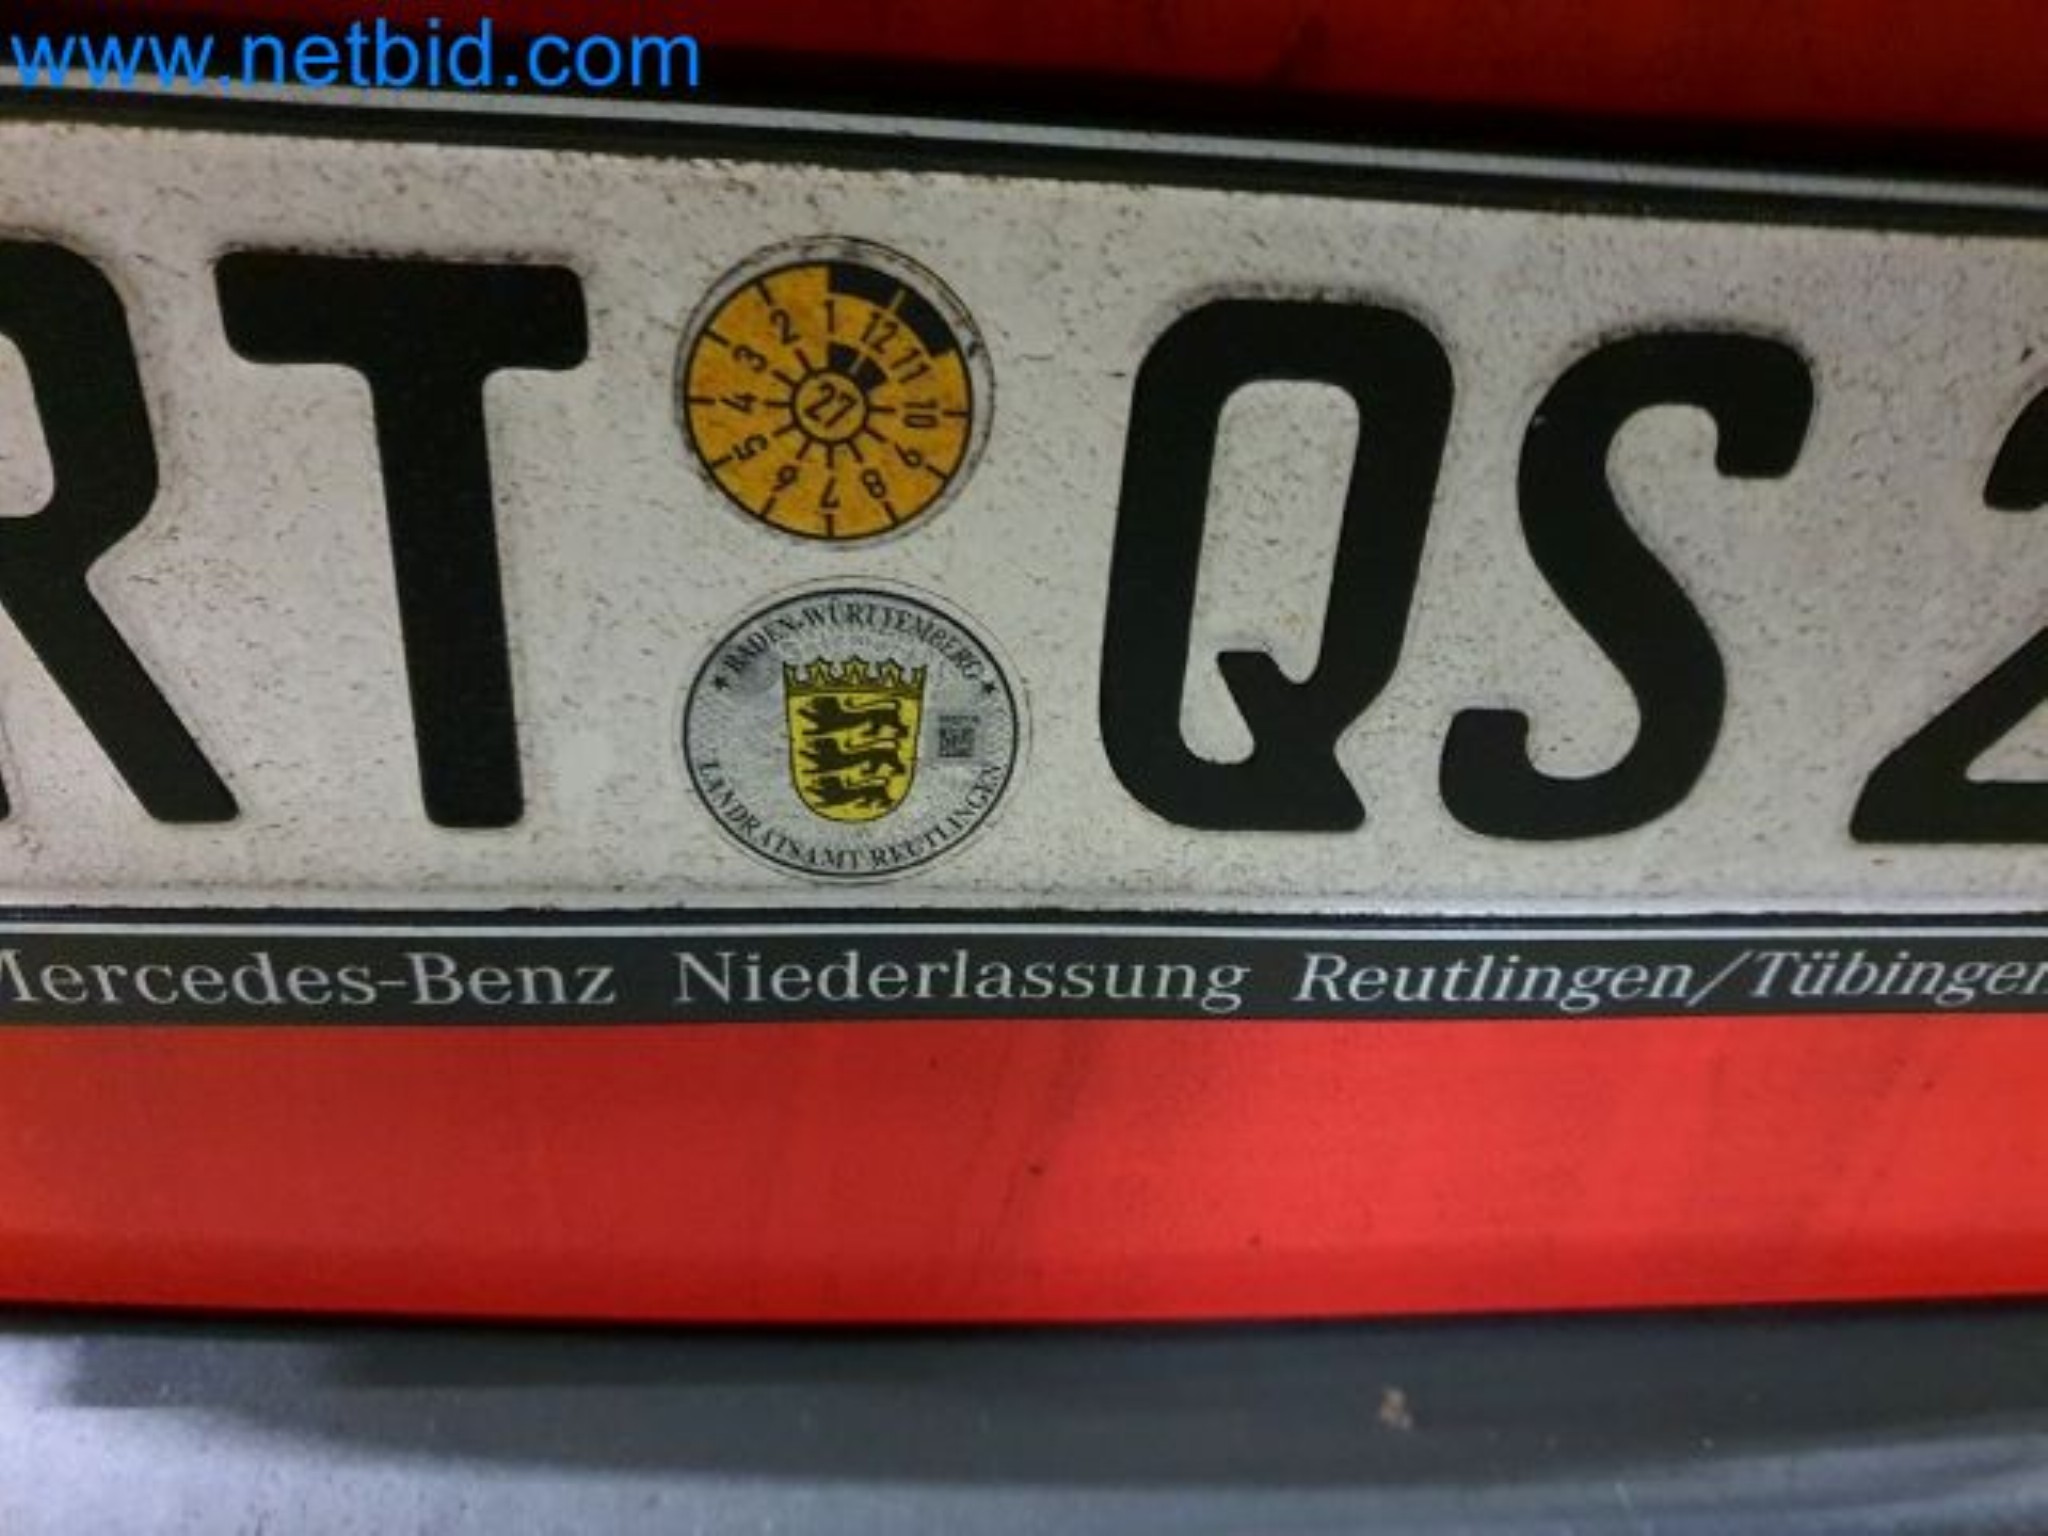 www.netbid.com
RT QS 2
1 12 11 10 9 8 7 6 5 4 3 2
27
BADEN-WÜRTTEMBERG
LANDRATSAMT REUTLINGEN
Mercedes-Benz Niederlassung Reutlingen/Tübingen